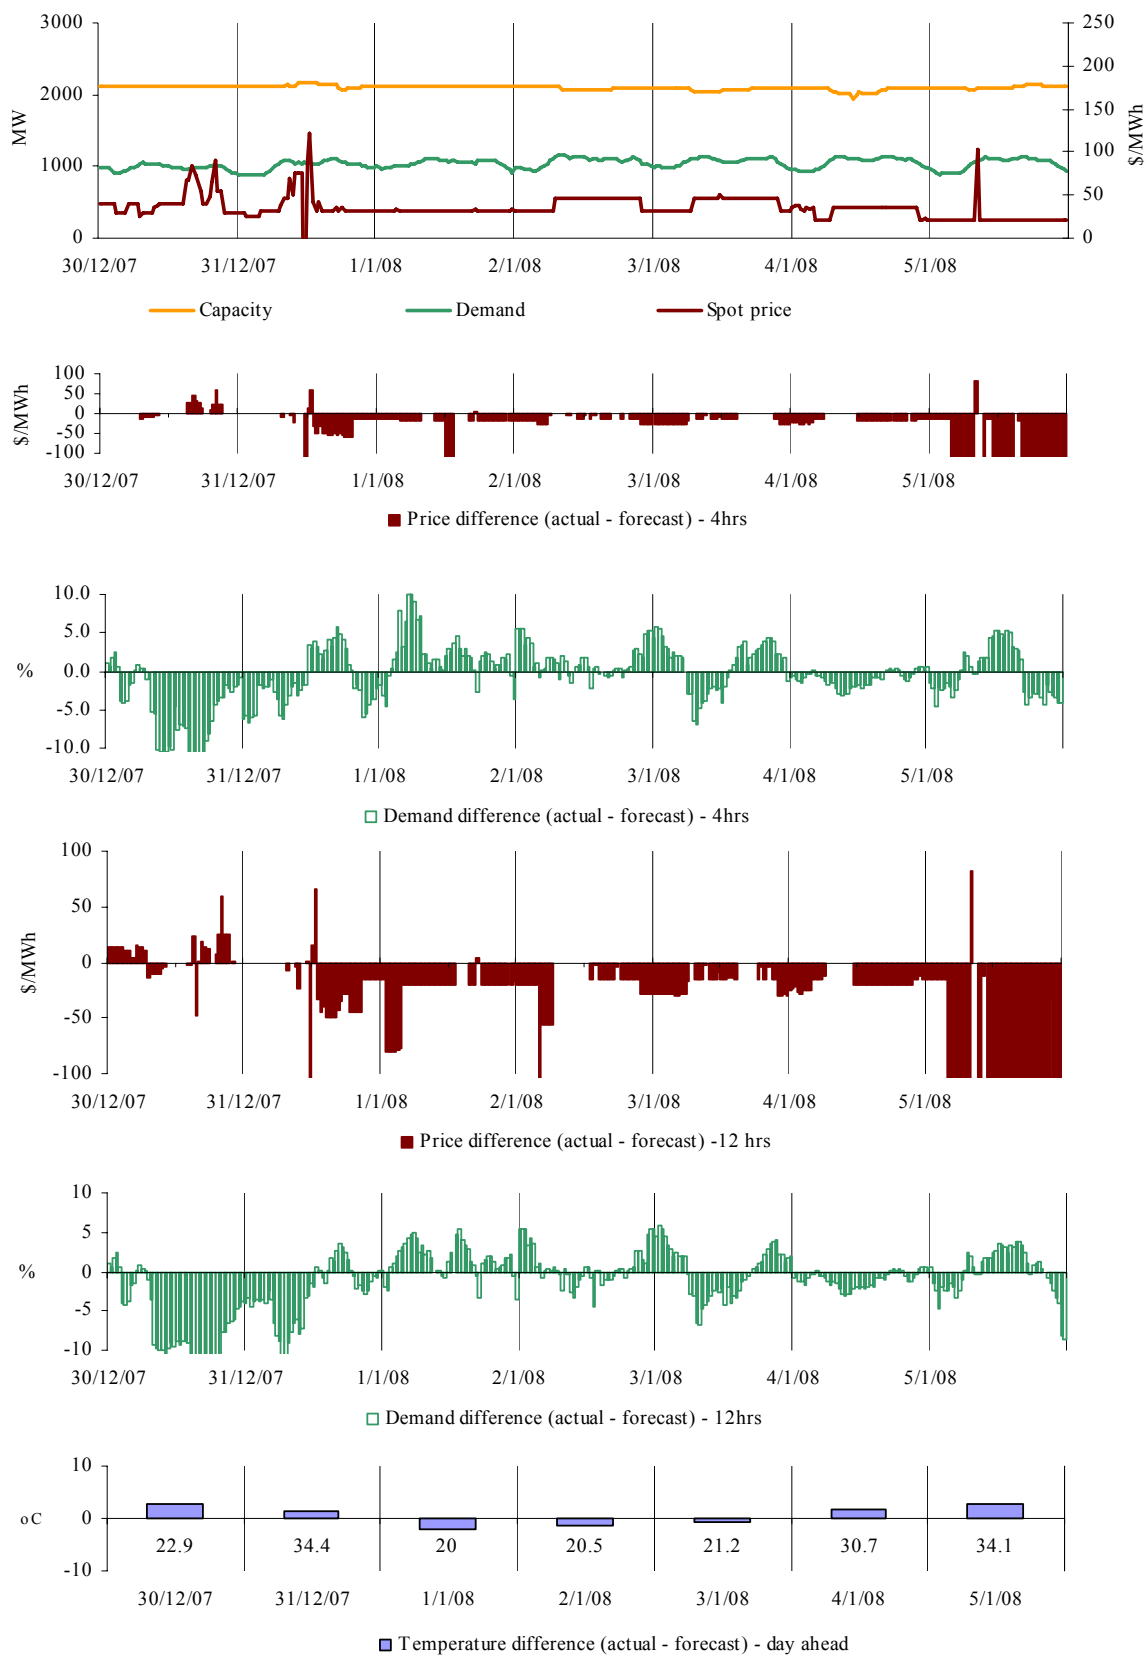 3000 250
200
2000 150
MW $/MWh
1000 100
50
0 0
30/12/07 31/12/07 1/1/08 2/1/08 3/1/08 4/1/08 5/1/08
Capacity Demand Spot price
100
50
0
-50
-100
$/MWh
30/12/07 31/12/07 1/1/08 2/1/08 3/1/08 4/1/08 5/1/08
Price difference (actual - forecast) - 4hrs
10.0
5.0
% 0.0
-5.0
-10.0
30/12/07 31/12/07 1/1/08 2/1/08 3/1/08 4/1/08 5/1/08
Demand difference (actual - forecast) - 4hrs
100
50
0
$/MWh
-50
-100
30/12/07 31/12/07 1/1/08 2/1/08 3/1/08 4/1/08 5/1/08
Price difference (actual - forecast) -12 hrs
10
5
% 0
-5
-10
30/12/07 31/12/07 1/1/08 2/1/08 3/1/08 4/1/08 5/1/08
Demand difference (actual - forecast) - 12hrs
10
oC 0
22.9 34.4 20 20.5 21.2 30.7 34.1
-10
30/12/07 31/12/07 1/1/08 2/1/08 3/1/08 4/1/08 5/1/08
Temperature difference (actual - forecast) - day ahead